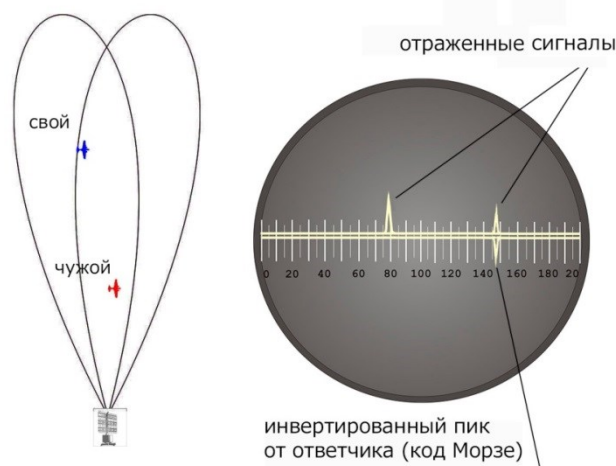 отраженные сигналы
свой
чужой
0 20 40 60 80 100 120 140 160 180 20
инвертированный пик
от ответчика (код Морзе)